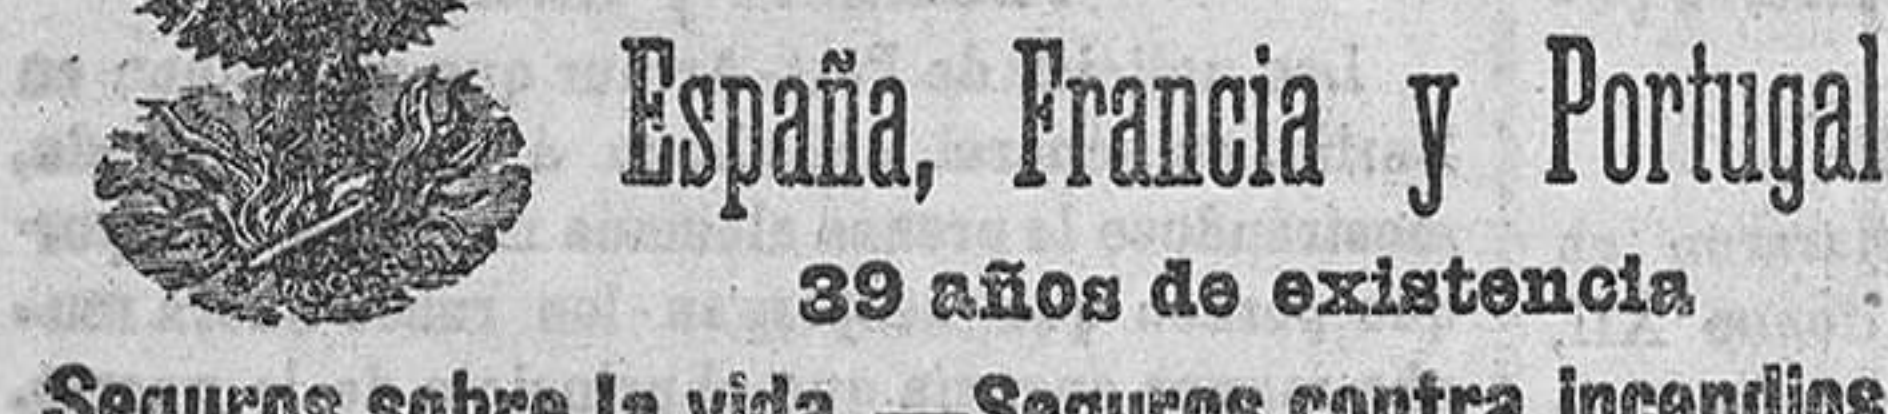 España, Francia y Portugal
39 años de existencia
Seguros sobre la vida.—Seguros contra incendios